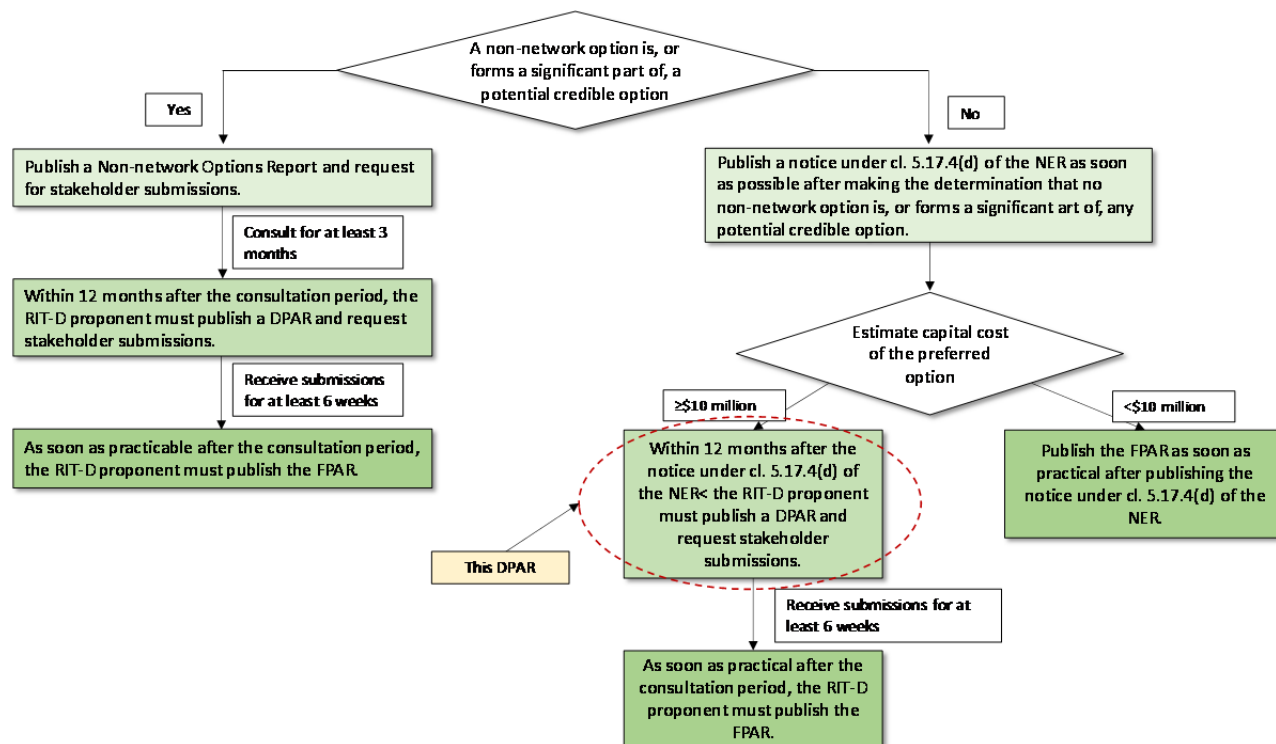 A non-network option is, or
forms a significant part of, a
potential credible option
Yes
No
Publish a Non-network Options Report and request
for stakeholder submissions.
Publish a notice under cl. 5.17.4(d) of the NER as soon
as possible after making the determination that no
non-network option is, or forms a significant art of, any
potential credible option.
Consult for at least 3
months
Within 12 months after the consultation period, the
RIT-D proponent must publish a DPAR and request
stakeholder submissions.
Estimate capital cost
of the preferred
option
Receive submissions
for at least 6 weeks
≥$10 million
<$10 million
As soon as practicable after the consultation period,
the RIT-D proponent must publish the FPAR.
Within 12 months after the
notice under cl. 5.17.4(d) of
the NER< the RIT-D proponent
must publish a DPAR and
request stakeholder
submissions.
Publish the FPAR as soon as
practical after publishing the
notice under cl. 5.17.4(d) of the
NER.
This DPAR
Receive submissions for at
least 6 weeks
As soon as practical after the
consultation period, the RIT-D
proponent must publish the
FPAR.